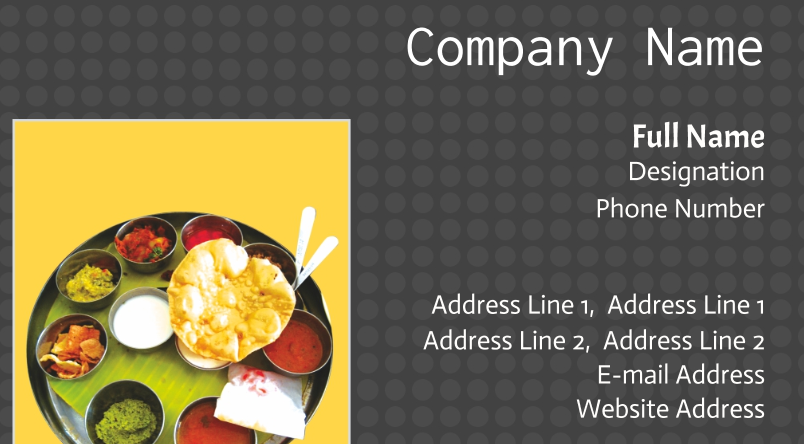 Company Name
Full Name
Designation
Phone Number
Address Line 1,  Address Line 1
Address Line 2,  Address Line 2
E-mail Address
Website Address